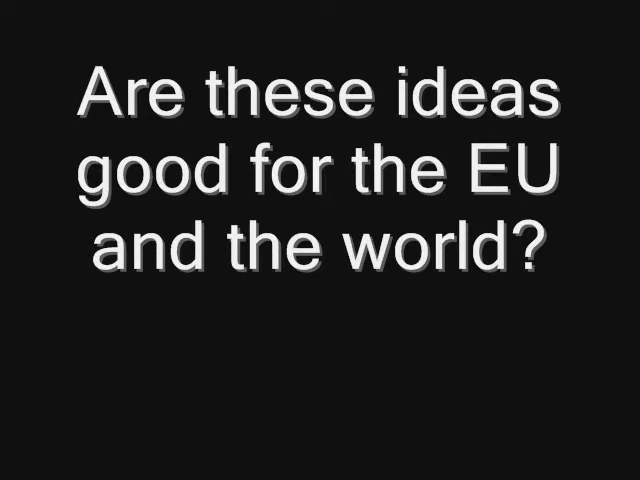 Are these ideas
good for the EU
and the world?